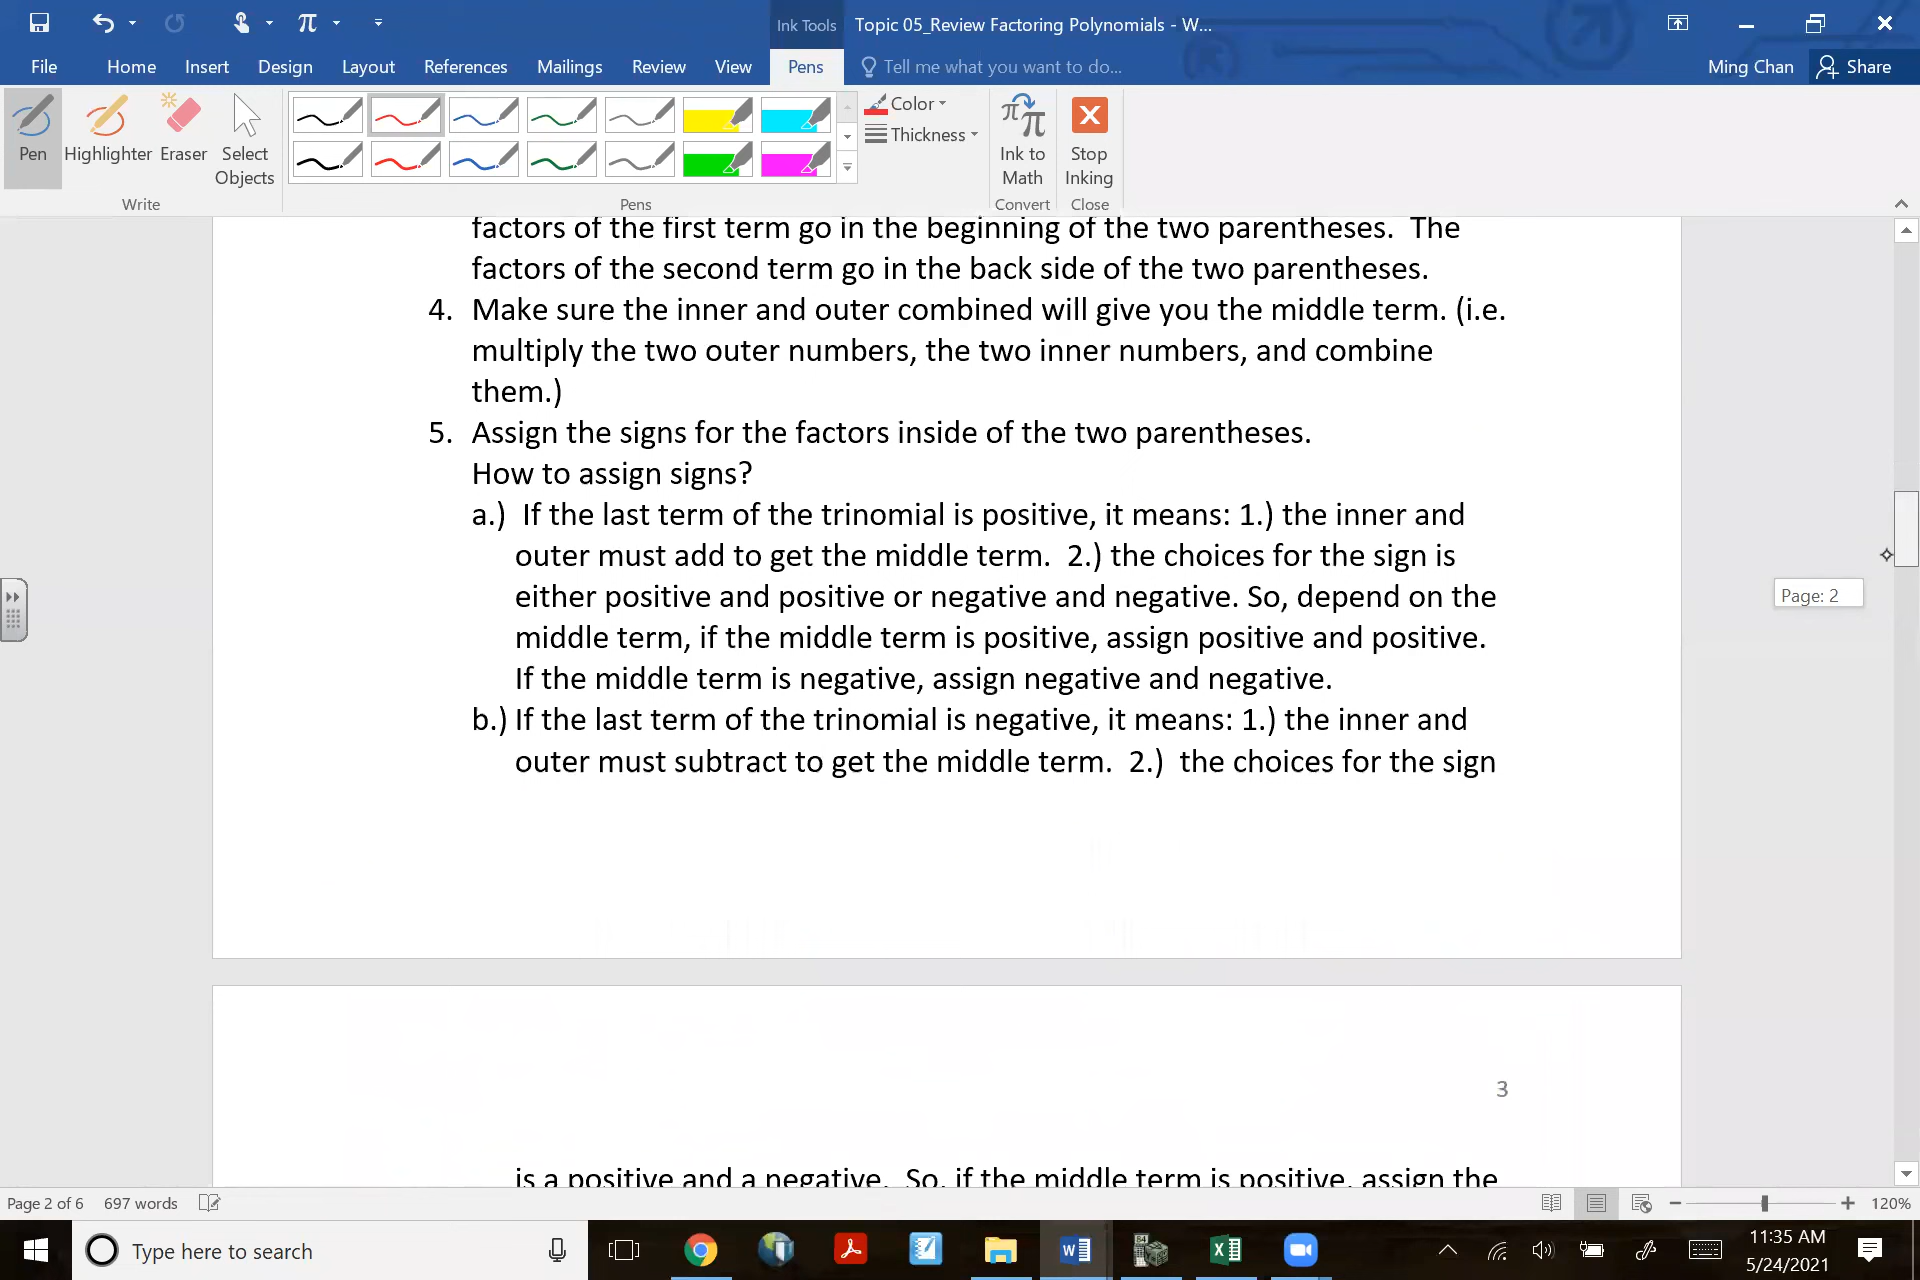 Ink Tools
Topic 05_Review Factoring Polynomials - W...
File Home Insert Design Layout References Mailings Review View Pens Tell me what you want to do... Ming Chan Share
Pen Highlighter Eraser Select Objects
Color
Thickness
Ink to Math
Stop Inking
Write Pens Convert Close
factors of the first term go in the beginning of the two parentheses. The
factors of the second term go in the back side of the two parentheses.
4. Make sure the inner and outer combined will give you the middle term. (i.e.
multiply the two outer numbers, the two inner numbers, and combine
them.)
5. Assign the signs for the factors inside of the two parentheses.
How to assign signs?
a.) If the last term of the trinomial is positive, it means: 1.) the inner and
outer must add to get the middle term. 2.) the choices for the sign is
either positive and positive or negative and negative. So, depend on the
Page: 2
middle term, if the middle term is positive, assign positive and positive.
If the middle term is negative, assign negative and negative.
b.) If the last term of the trinomial is negative, it means: 1.) the inner and
outer must subtract to get the middle term. 2.) the choices for the sign
3
is a positive and a negative. So, if the middle term is positive, assign the
Page 2 of 6 697 words 120%
Type here to search
11:35 AM
5/24/2021